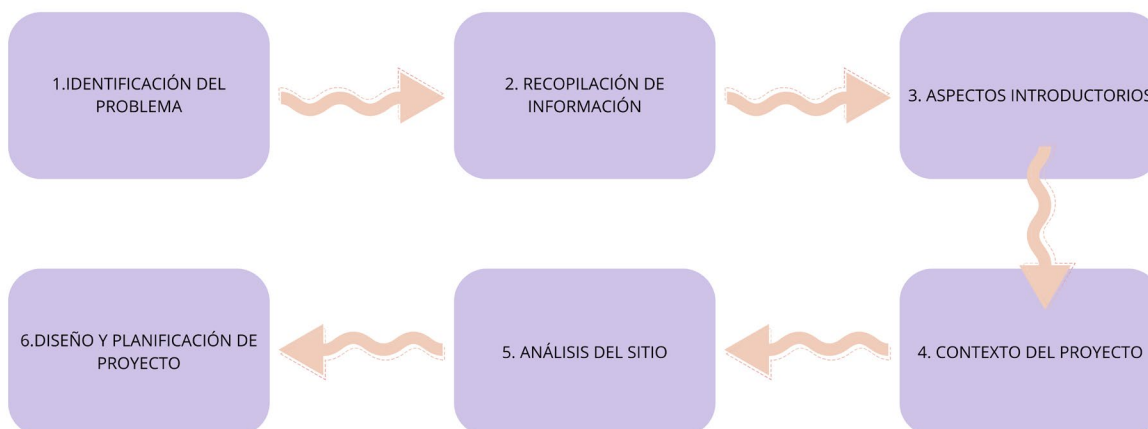 1.IDENTIFICACIÓN DEL
PROBLEMA
2. RECOPILACIÓN DE
INFORMACIÓN
3. ASPECTOS INTRODUCTORIOS
4. CONTEXTO DEL PROYECTO
5. ANÁLISIS DEL SITIO
6.DISEÑO Y PLANIFICACIÓN DE
PROYECTO